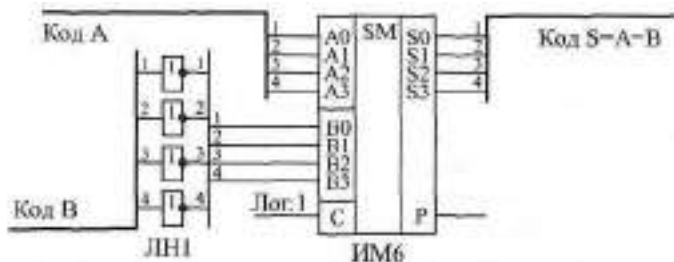 Код A
1 2 3 4
A0 A1 A2 A3
SM
S0 S1 S2 S3
1 2 3 4
Код S=A–B
1 1 1
2 1 2
3 1 3
4 1 4
1 2 3 4
B0 B1 B2 B3
Код B
Лог.1
C
P
ЛН1
ИМ6